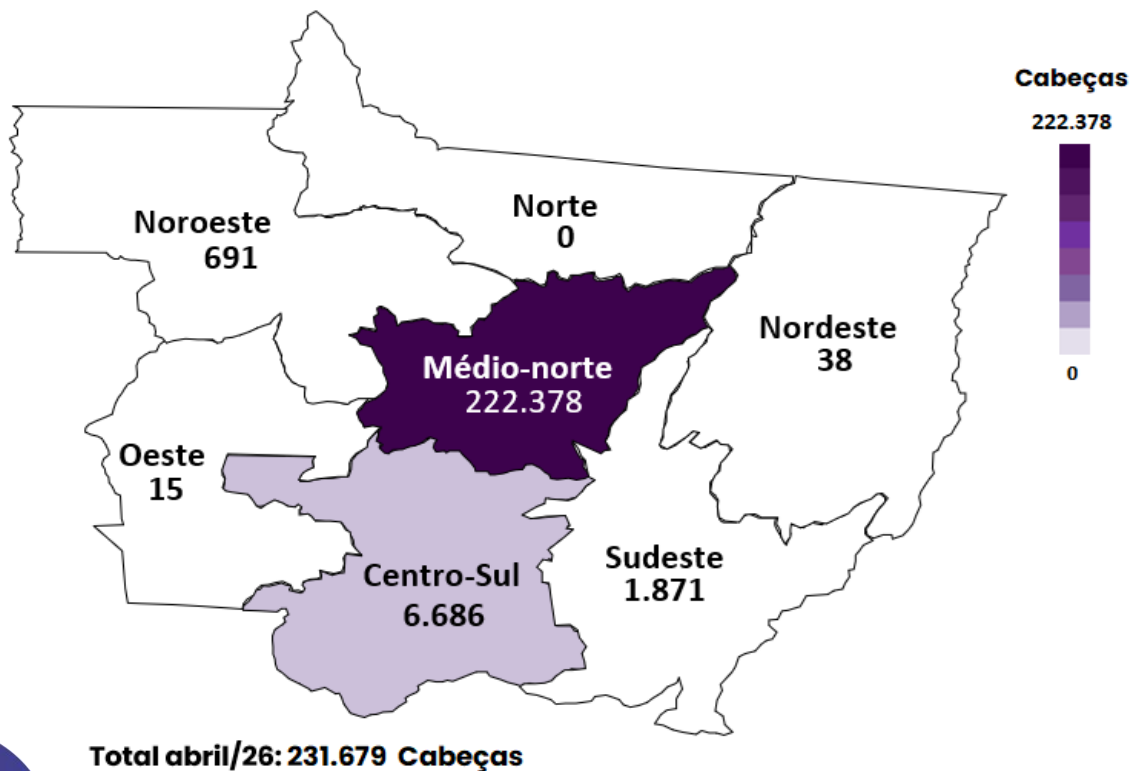 Cabeças
222.378
0
Norte
0
Noroeste
691
Nordeste
38
Médio-norte
222.378
Oeste
15
Centro-Sul
6.686
Sudeste
1.871
Total abril/26: 231.679 Cabeças